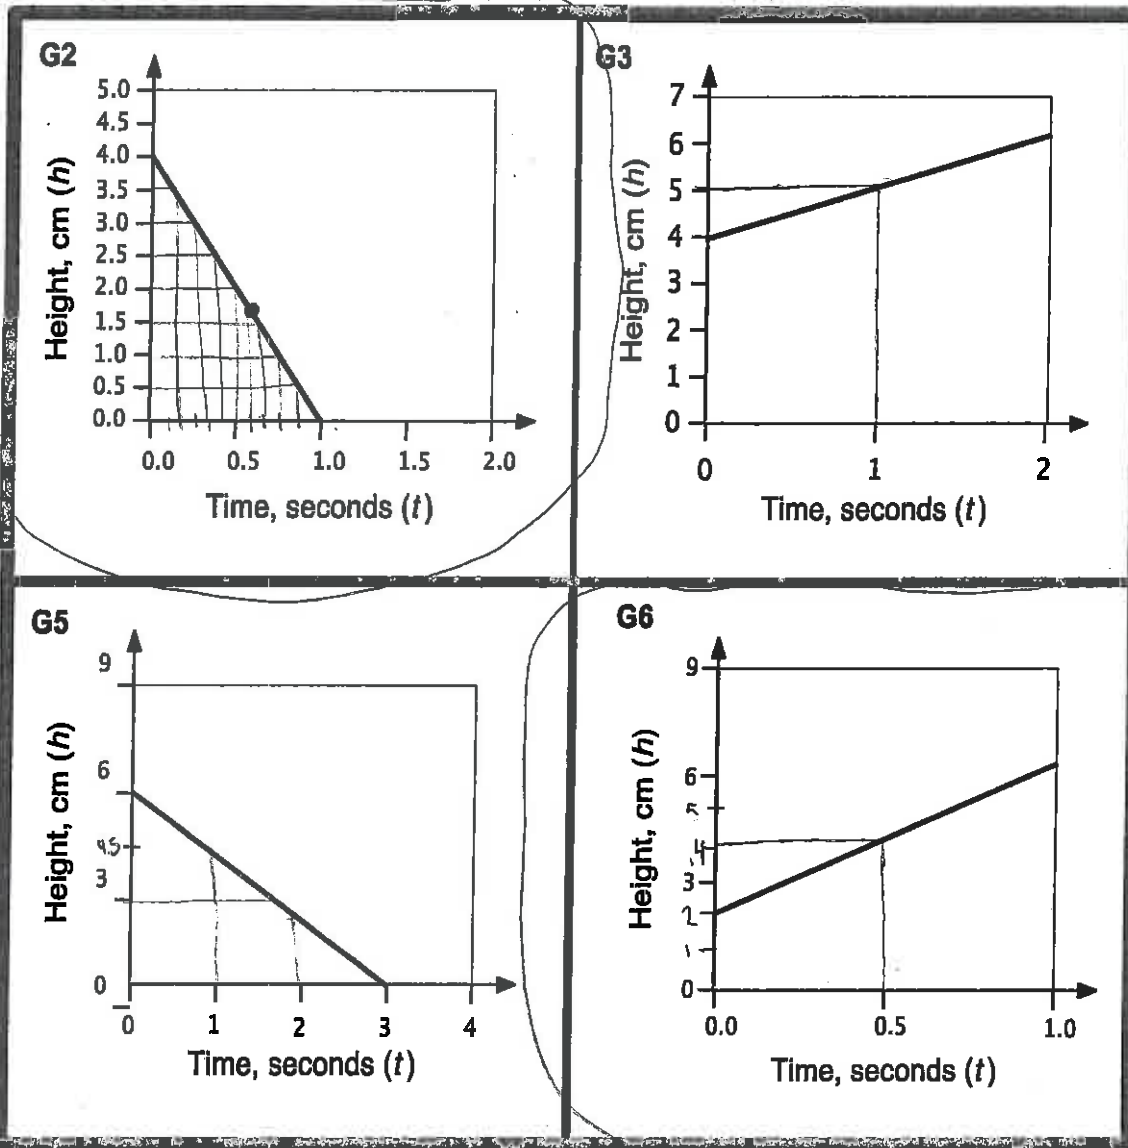 G2
5.0
4.5
4.0
3.5
3.0
2.5
2.0
1.5
1.0
0.5
0.0
Height, cm (h)
0.0 0.5 1.0 1.5 2.0
Time, seconds (t)
G3
7
6
5
4
3
2
1
0
Height, cm (h)
0 1 2
Time, seconds (t)
G5
9
6
4.5
3
0
Height, cm (h)
0 1 2 3 4
Time, seconds (t)
G6
9
6
5
4
3
2
1
0
Height, cm (h)
0.0 0.5 1.0
Time, seconds (t)